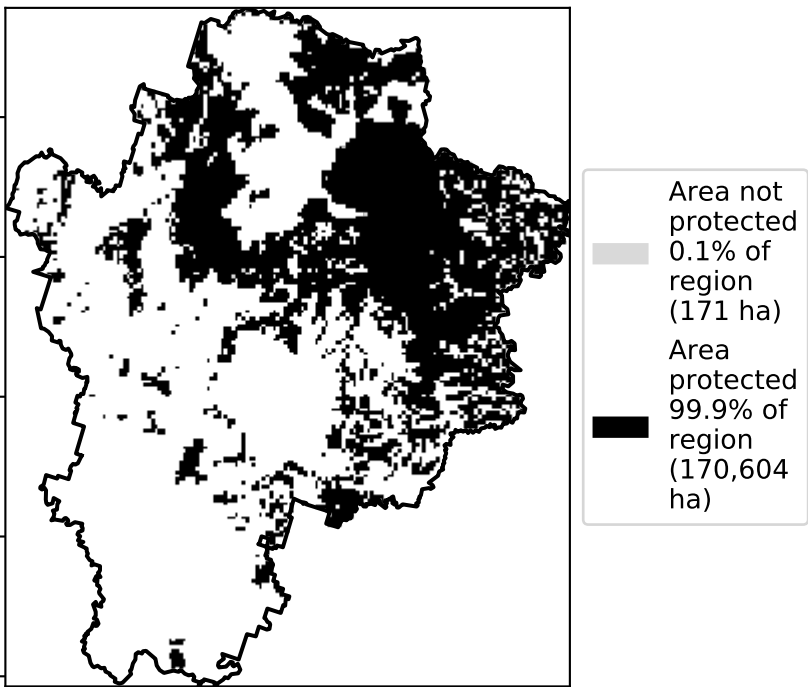 Area not
protected
0.1% of
region
(171 ha)
Area
protected
99.9% of
region
(170,604
ha)